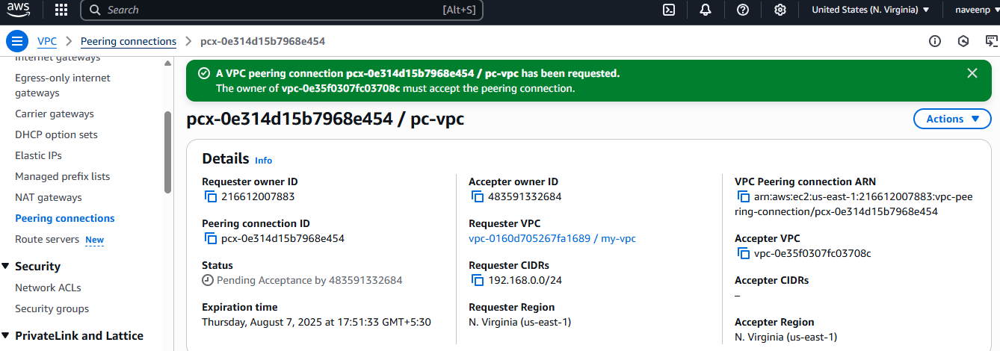 aws
Search
[Alt+S]
United States (N. Virginia)
naveenp
VPC
Peering connections
pcx-0e314d15b7968e454
Internet gateways
Egress-only internet
gateways
Carrier gateways
DHCP option sets
Elastic IPs
Managed prefix lists
NAT gateways
Peering connections
Route servers New
Security
Network ACLs
Security groups
PrivateLink and Lattice
A VPC peering connection pcx-0e314d15b7968e454 / pc-vpc has been requested.
The owner of vpc-0e35f0307fc03708c must accept the peering connection.
pcx-0e314d15b7968e454 / pc-vpc
Actions
Details Info
Requester owner ID
216612007883
Peering connection ID
pcx-0e314d15b7968e454
Status
Pending Acceptance by 483591332684
Expiration time
Thursday, August 7, 2025 at 17:51:33 GMT+5:30
Accepter owner ID
483591332684
Requester VPC
vpc-0160d705267fa1689 / my-vpc
Requester CIDRs
192.168.0.0/24
Requester Region
N. Virginia (us-east-1)
VPC Peering connection ARN
arn:aws:ec2:us-east-1:216612007883:vpc-pee
ring-connection/pcx-0e314d15b7968e454
Accepter VPC
vpc-0e35f0307fc03708c
Accepter CIDRs
–
Accepter Region
N. Virginia (us-east-1)